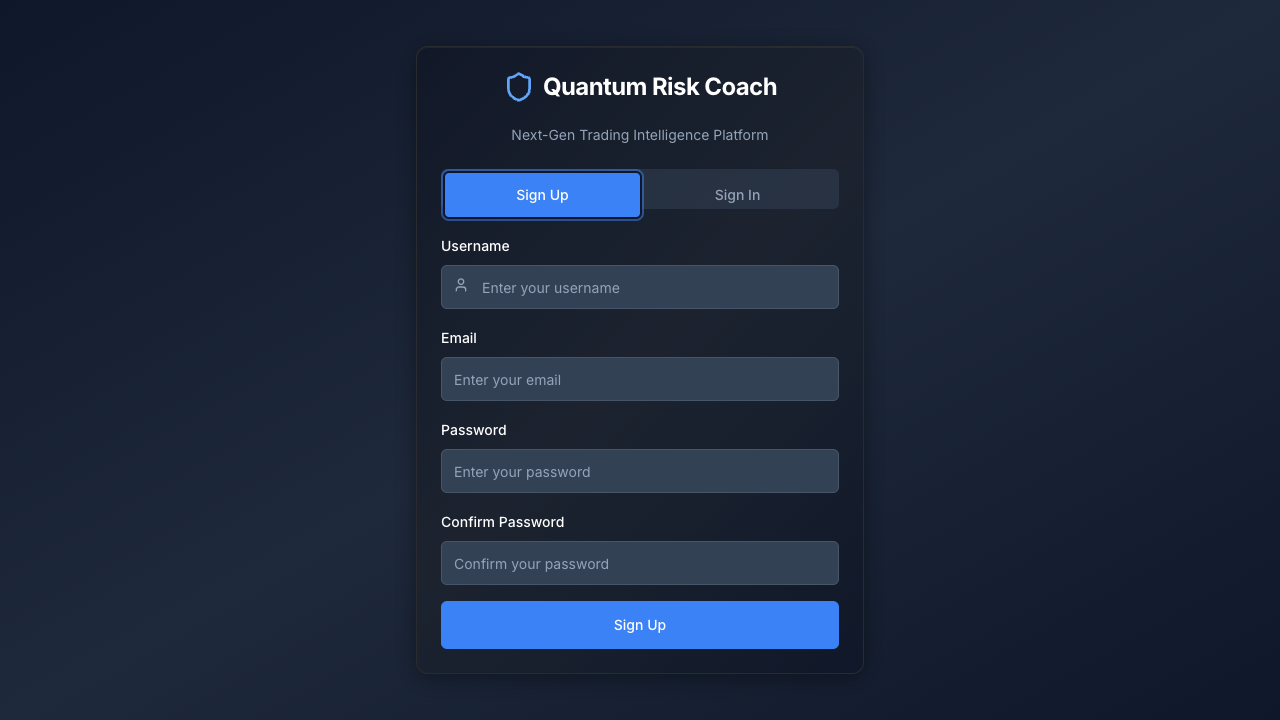 Quantum Risk Coach
Next-Gen Trading Intelligence Platform
Sign Up
Sign In
Username
Enter your username
Email
Enter your email
Password
Enter your password
Confirm Password
Confirm your password
Sign Up